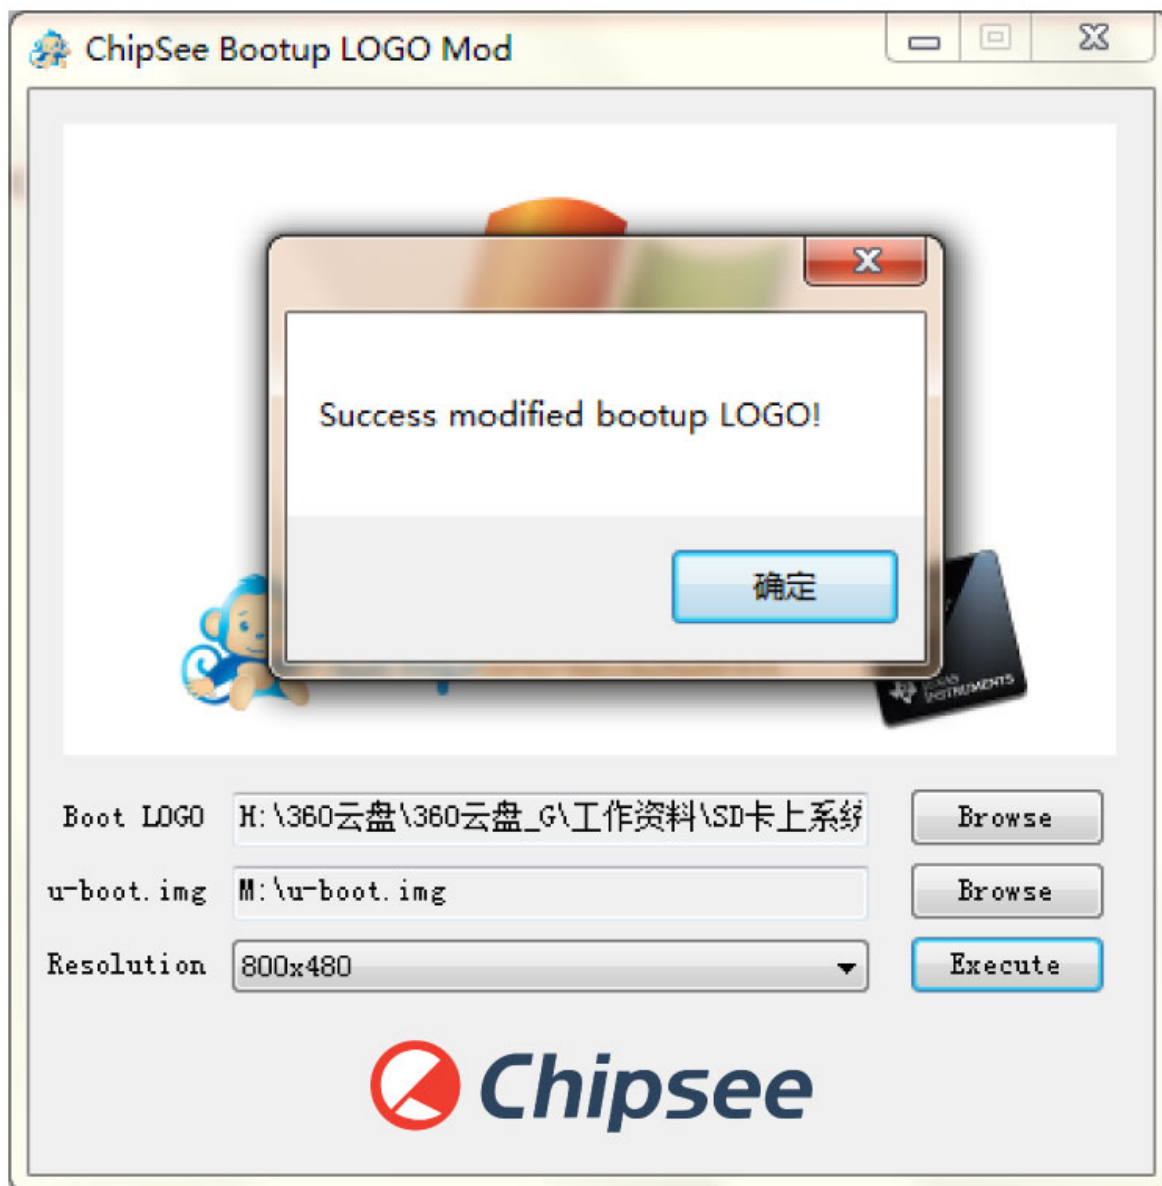 ChipSee Bootup LOGO Mod
Success modified bootup LOGO!
确定
INSTRUMENTS
Boot LOGO H:\360云盘\360云盘_G\工作资料\SD卡上系统 Browse
u-boot.img M:\u-boot.img Browse
Resolution 800x480 Execute
Chipsee